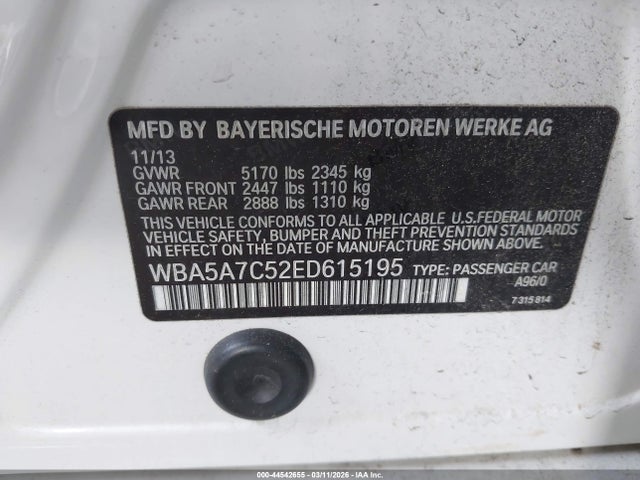 MFD BY BAYERISCHE MOTOREN WERKE AG
11/13
GVWR 5170 lbs 2345 kg
GAWR FRONT 2447 lbs 1110 kg
GAWR REAR 2888 lbs 1310 kg
THIS VEHICLE CONFORMS TO ALL APPLICABLE U.S.FEDERAL MOTOR
VEHICLE SAFETY, BUMPER AND THEFT PREVENTION STANDARDS
IN EFFECT ON THE DATE OF MANUFACTURE SHOWN ABOVE.
WBA5A7C52ED615195 TYPE: PASSENGER CAR
A96/0
7 315 814
000-44542655 - 03/11/2026 - IAA Inc.